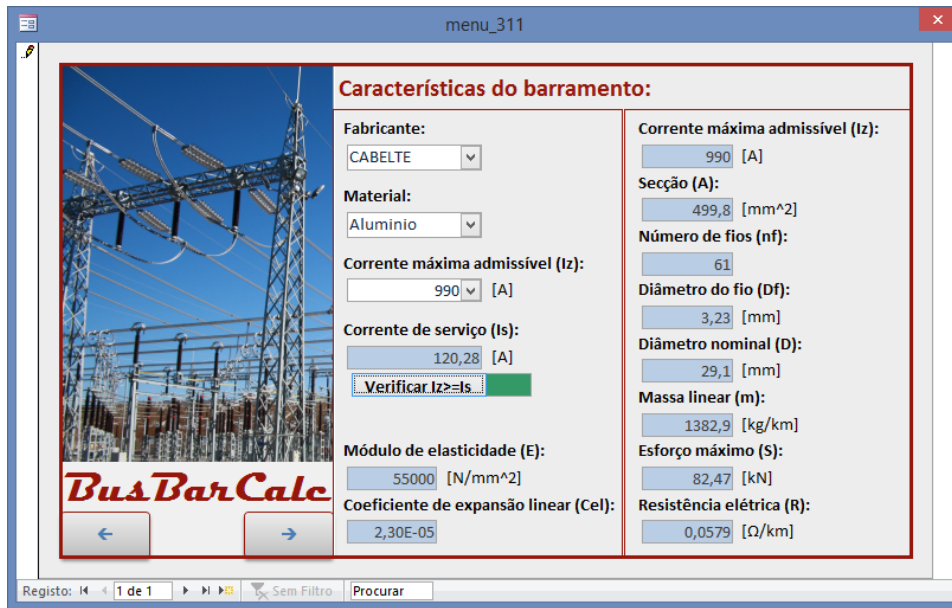 menu_311
Características do barramento:
Fabricante:
CABELTE
Material:
Aluminio
Corrente máxima admissível (Iz):
990 [A]
Corrente de serviço (Is):
120,28 [A]
Verificar Iz>=Is
Módulo de elasticidade (E):
55000 [N/mm^2]
Coeficiente de expansão linear (Cel):
2,30E-05
Corrente máxima admissível (Iz):
990 [A]
Secção (A):
499,8 [mm^2]
Número de fios (nf):
61
Diâmetro do fio (Df):
3,23 [mm]
Diâmetro nominal (D):
29,1 [mm]
Massa linear (m):
1382,9 [kg/km]
Esforço máximo (S):
82,47 [kN]
Resistência elétrica (R):
0,0579 [Ω/km]
BusBarCalc
Registo: 1 de 1 Sem Filtro Procurar